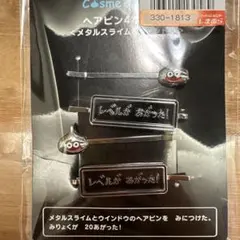 Cosme
ヘアピン4
<メタルスライム
330-1813
レベルが あがった!
レベルが あがった!
メタルスライムとウインドウのヘアピンを みにつけた。
みりょくが 20あがった!